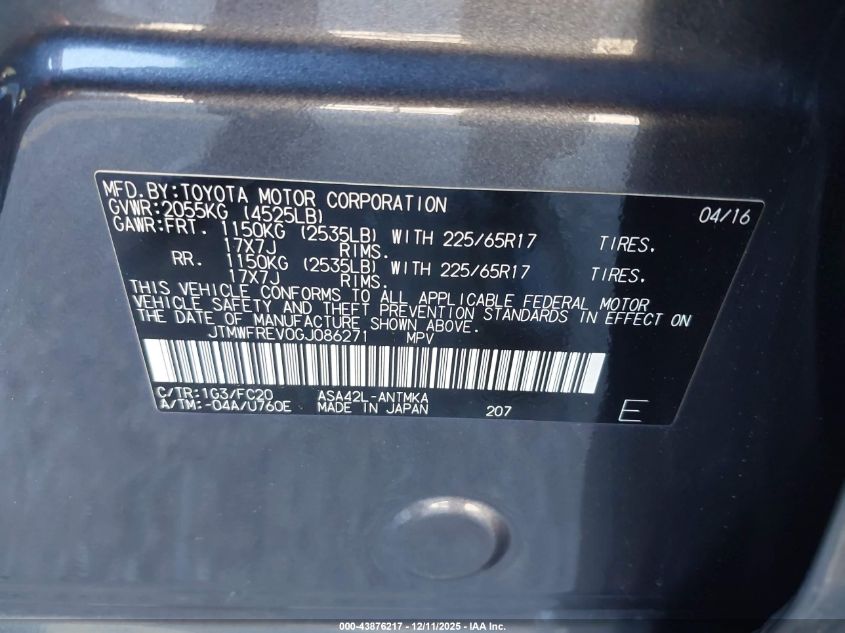 MFD.BY:TOYOTA MOTOR CORPORATION 04/16
GVWR:2055KG (4525LB)
GAWR:FRT. 1150KG (2535LB) WITH 225/65R17 TIRES.
17X7J RIMS.
RR. 1150KG (2535LB) WITH 225/65R17 TIRES.
17X7J RIMS.
THIS VEHICLE CONFORMS TO ALL APPLICABLE FEDERAL MOTOR
VEHICLE SAFETY AND THEFT PREVENTION STANDARDS IN EFFECT ON
THE DATE OF MANUFACTURE SHOWN ABOVE.
JTMWFREV0GJ086271 MPV
C/TR:1G3/FC20 ASA42L-ANTMKA
A/TM:-04A/U760E MADE IN JAPAN 207 E
000-43876217 - 12/11/2025 - IAA Inc.